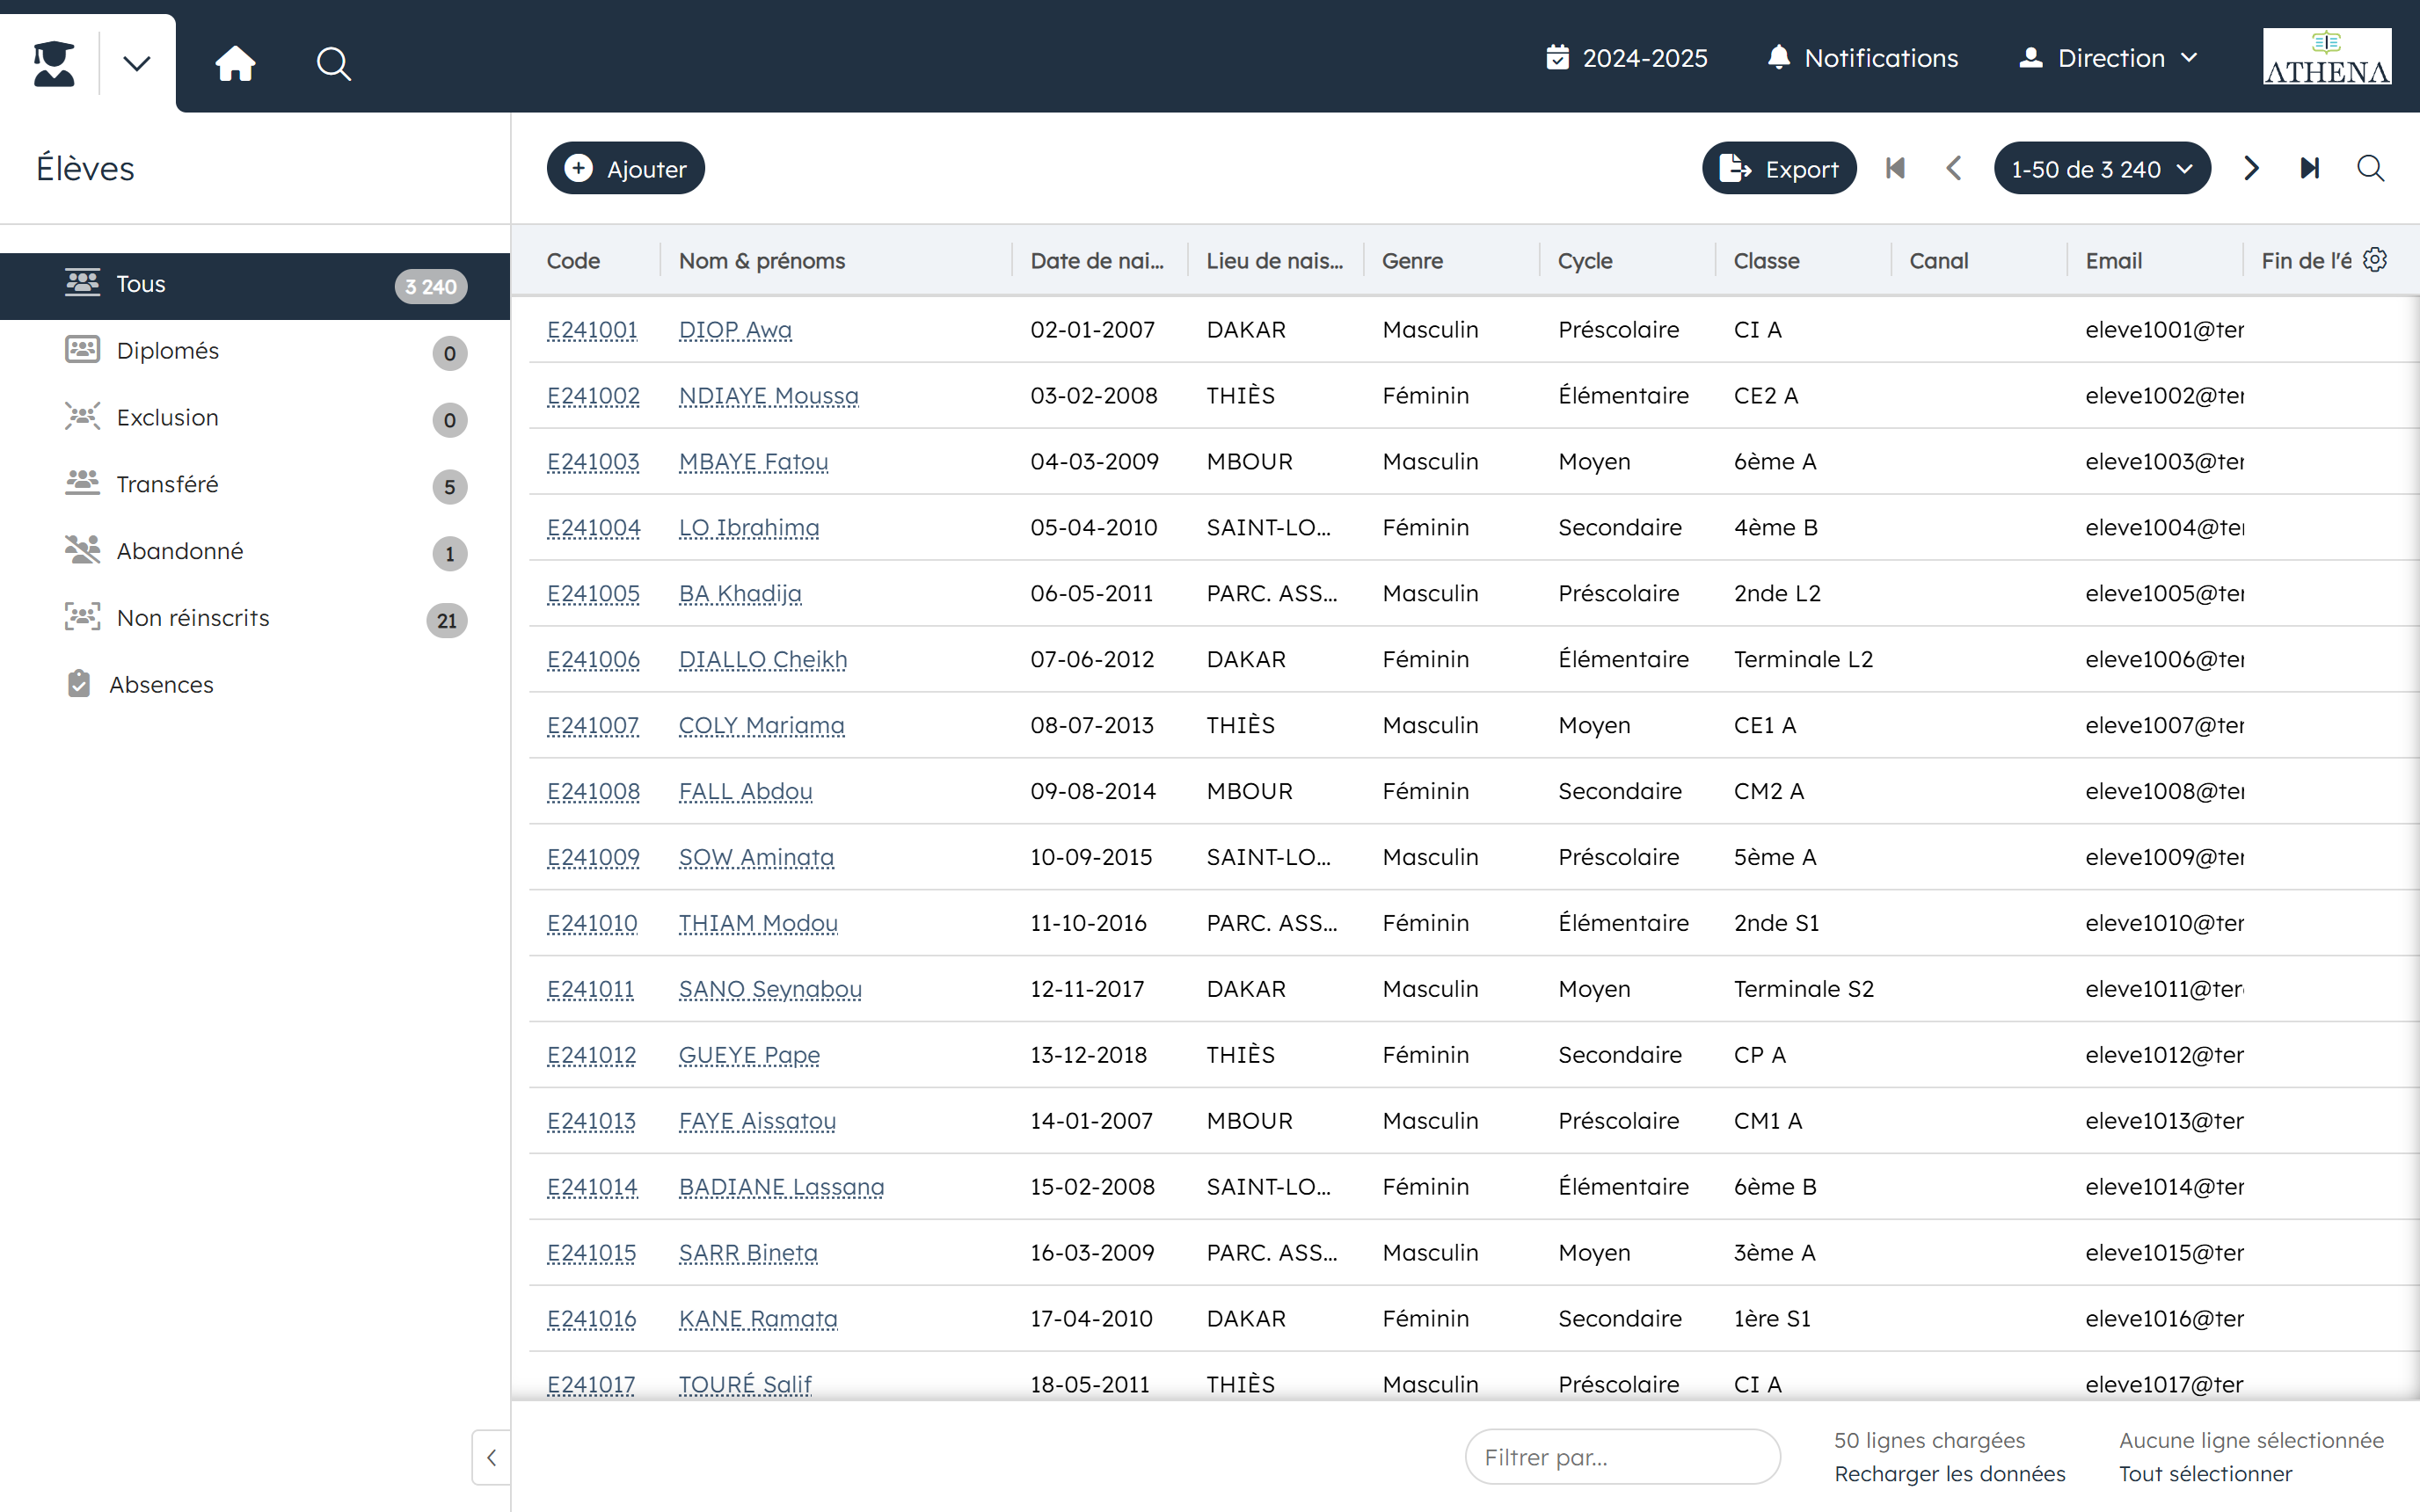 2024-2025 Notifications Direction ATHENA
Élèves
Ajouter Export 1-50 de 3 240
Tous 3 240
Diplomés 0
Exclusion 0
Transféré 5
Abandonné 1
Non réinscrits 21
Absences
Code Nom & prénoms Date de nai... Lieu de nais... Genre Cycle Classe Canal Email Fin de l'é
E241001 DIOP Awa 02-01-2007 DAKAR Masculin Préscolaire CI A eleve1001@ter
E241002 NDIAYE Moussa 03-02-2008 THIÈS Féminin Élémentaire CE2 A eleve1002@ter
E241003 MBAYE Fatou 04-03-2009 MBOUR Masculin Moyen 6ème A eleve1003@ter
E241004 LO Ibrahima 05-04-2010 SAINT-LO... Féminin Secondaire 4ème B eleve1004@ter
E241005 BA Khadija 06-05-2011 PARC. ASS... Masculin Préscolaire 2nde L2 eleve1005@ter
E241006 DIALLO Cheikh 07-06-2012 DAKAR Féminin Élémentaire Terminale L2 eleve1006@ter
E241007 COLY Mariama 08-07-2013 THIÈS Masculin Moyen CE1 A eleve1007@ter
E241008 FALL Abdou 09-08-2014 MBOUR Féminin Secondaire CM2 A eleve1008@ter
E241009 SOW Aminata 10-09-2015 SAINT-LO... Masculin Préscolaire 5ème A eleve1009@ter
E241010 THIAM Modou 11-10-2016 PARC. ASS... Féminin Élémentaire 2nde S1 eleve1010@ter
E241011 SANO Seynabou 12-11-2017 DAKAR Masculin Moyen Terminale S2 eleve1011@ter
E241012 GUEYE Pape 13-12-2018 THIÈS Féminin Secondaire CP A eleve1012@ter
E241013 FAYE Aissatou 14-01-2007 MBOUR Masculin Préscolaire CM1 A eleve1013@ter
E241014 BADIANE Lassana 15-02-2008 SAINT-LO... Féminin Élémentaire 6ème B eleve1014@ter
E241015 SARR Bineta 16-03-2009 PARC. ASS... Masculin Moyen 3ème A eleve1015@ter
E241016 KANE Ramata 17-04-2010 DAKAR Féminin Secondaire 1ère S1 eleve1016@ter
E241017 TOURÉ Salif 18-05-2011 THIÈS Masculin Préscolaire CI A eleve1017@ter
Filtrer par...
50 lignes chargées Aucune ligne sélectionnée
Recharger les données Tout sélectionner